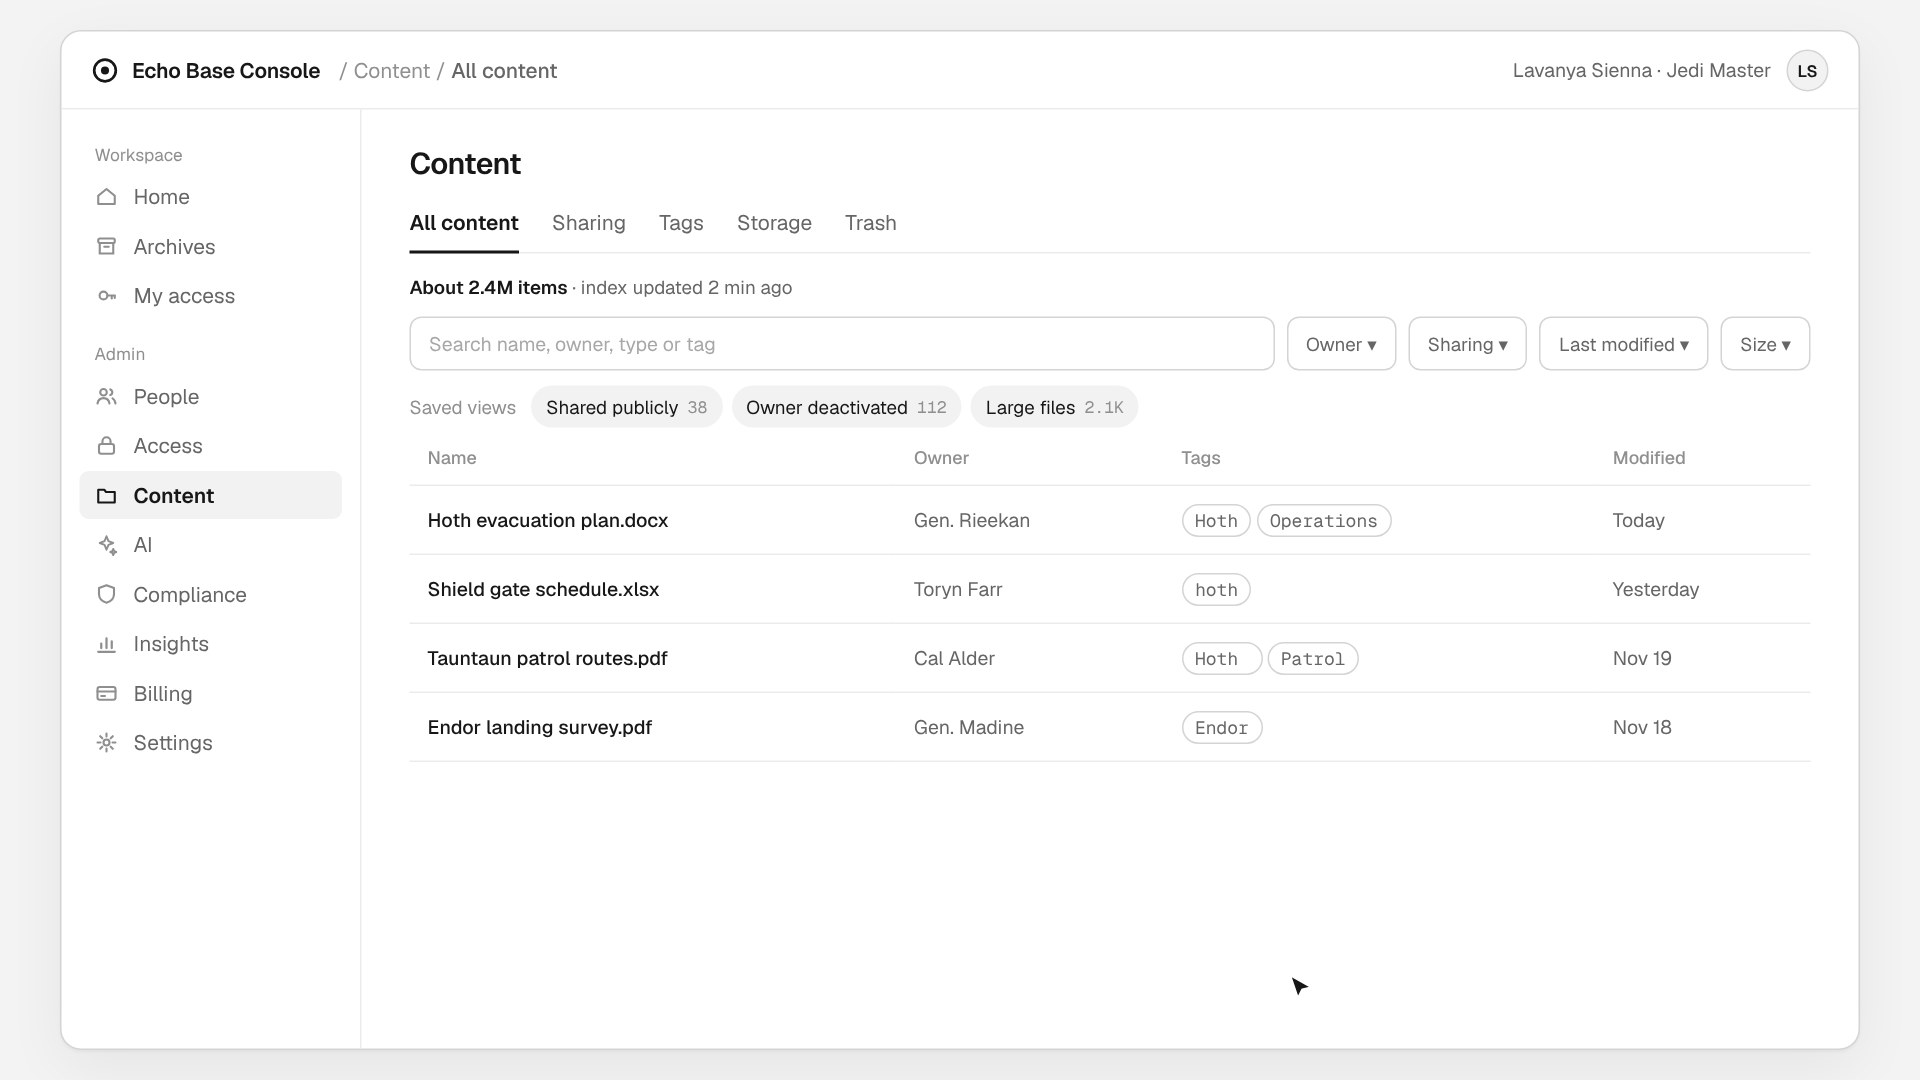 Echo Base Console / Content / All content
Lavanya Sienna · Jedi Master LS
Workspace
Home
Archives
My access
Admin
People
Access
Content
AI
Compliance
Insights
Billing
Settings
Content
All content Sharing Tags Storage Trash
About 2.4M items · index updated 2 min ago
Search name, owner, type or tag
Owner ▾ Sharing ▾ Last modified ▾ Size ▾
Saved views Shared publicly 38 Owner deactivated 112 Large files 2.1K
Name Owner Tags Modified
Hoth evacuation plan.docx Gen. Rieekan Hoth Operations Today
Shield gate schedule.xlsx Toryn Farr hoth Yesterday
Tauntaun patrol routes.pdf Cal Alder Hoth Patrol Nov 19
Endor landing survey.pdf Gen. Madine Endor Nov 18